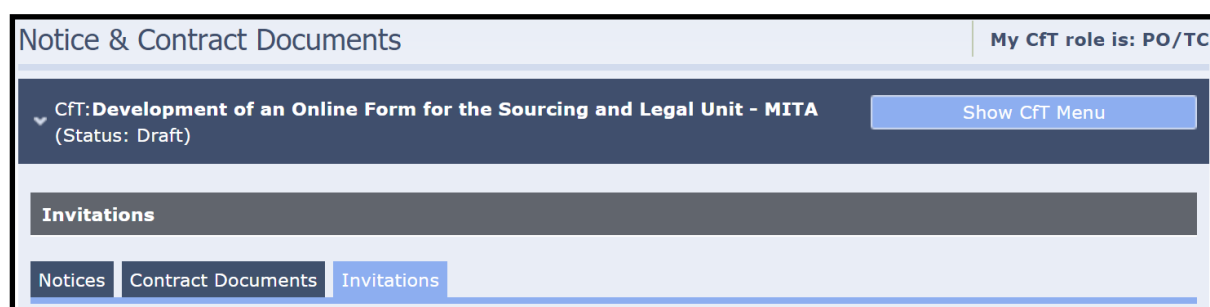 Notice & Contract Documents
My CfT role is: PO/TC
CfT:Development of an Online Form for the Sourcing and Legal Unit - MITA
(Status: Draft)
Show CfT Menu
Invitations
Notices
Contract Documents
Invitations